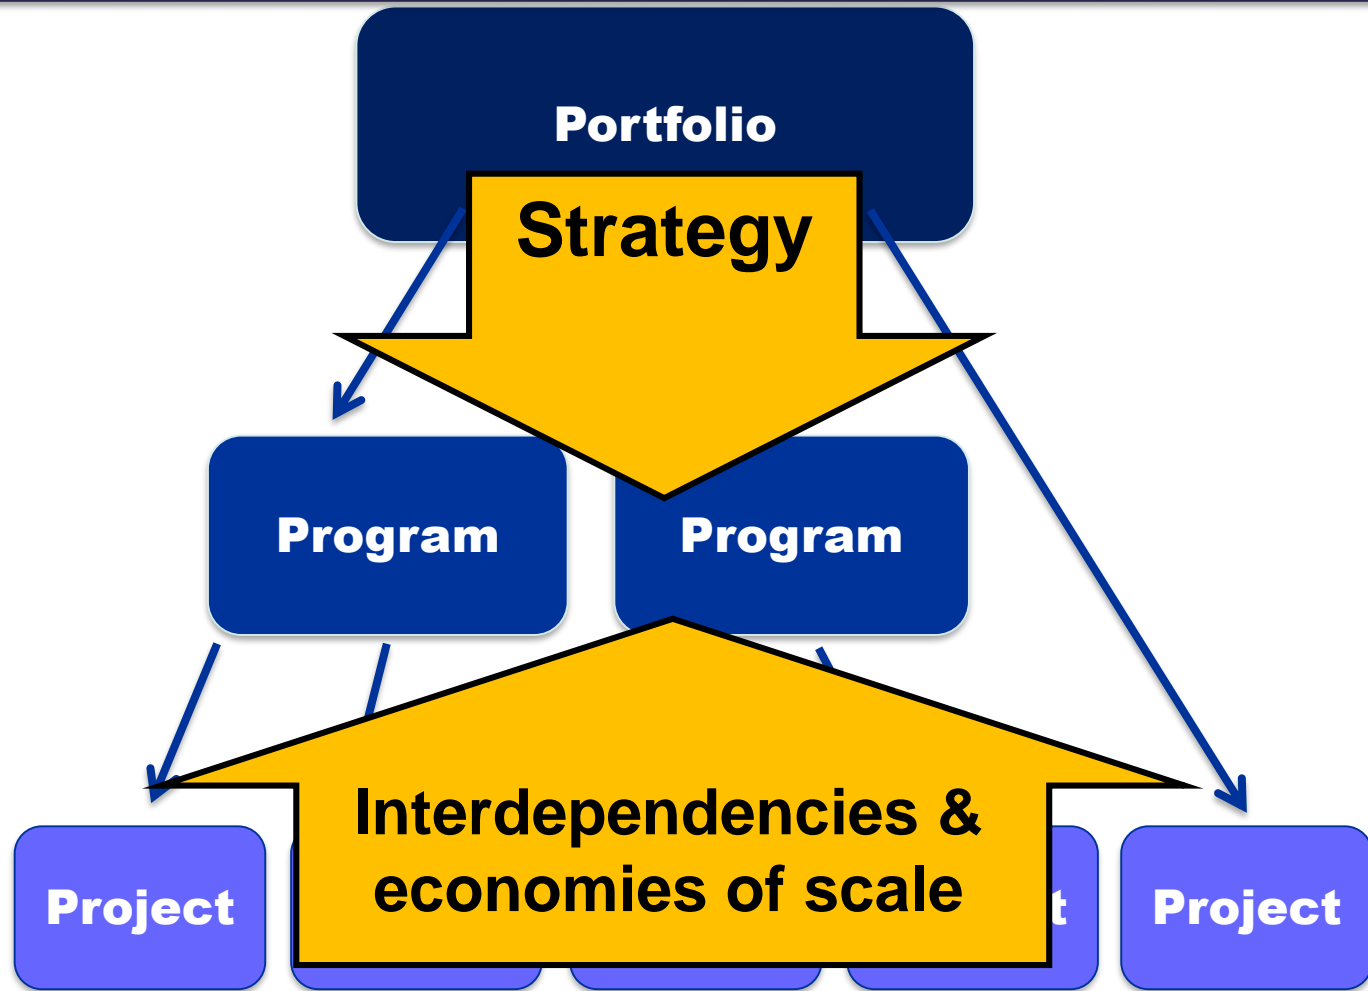 Portfolio
Strategy
Program
Program
Interdependencies &
economies of scale
Project
Project